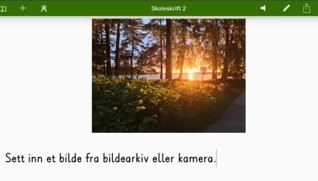 Skoleskrift 2
Sett inn et bilde fra bildearkiv eller kamera.